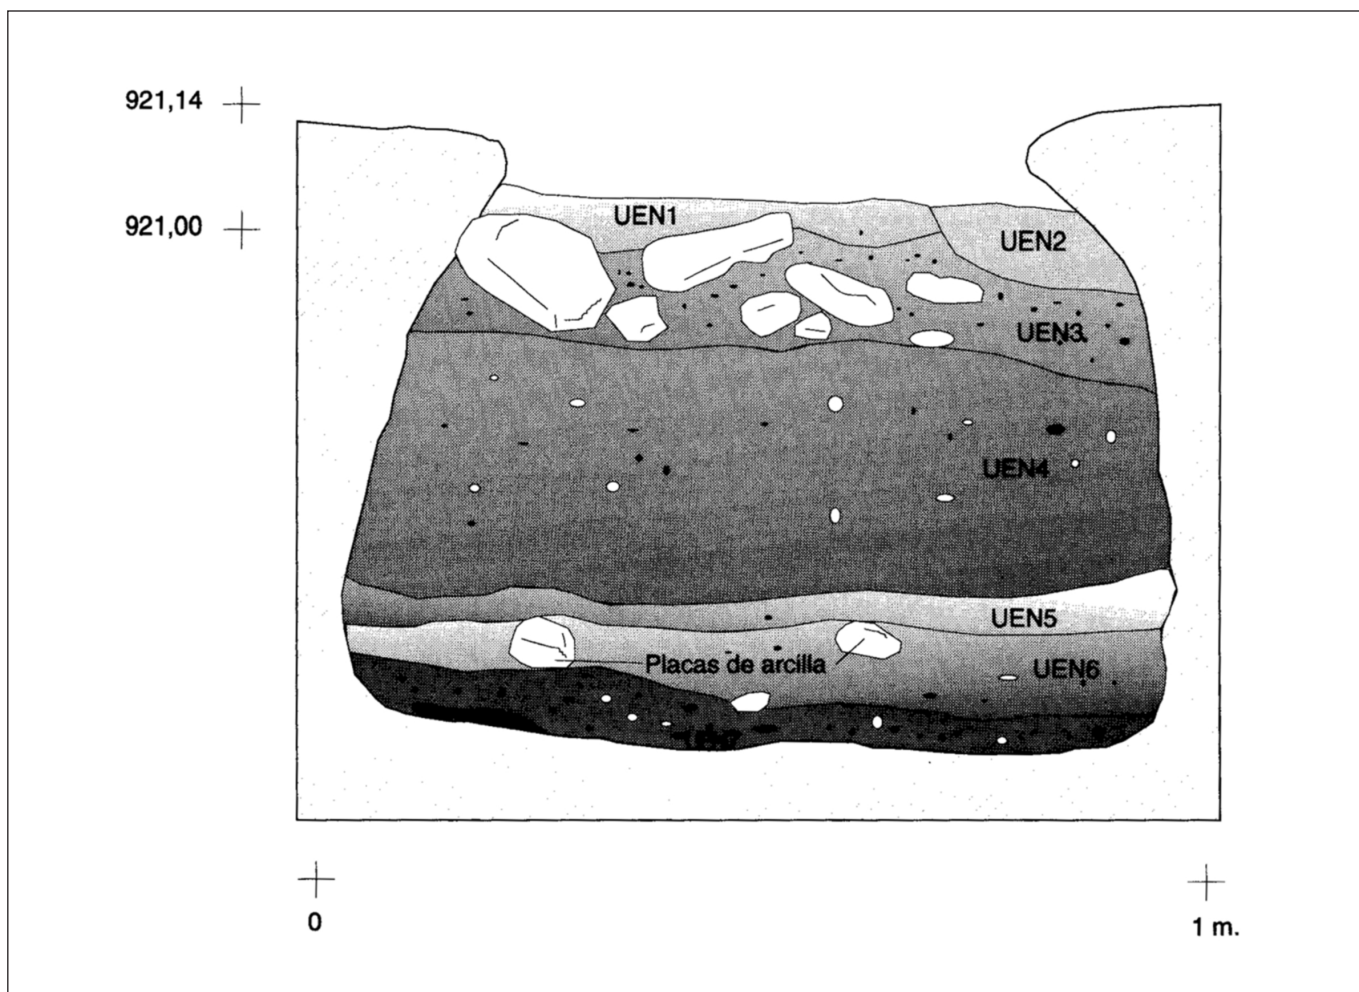 921,14
921,00
UEN1
UEN2
UEN3
UEN4
UEN5
Placas de arcilla
UEN6
0
1 m.